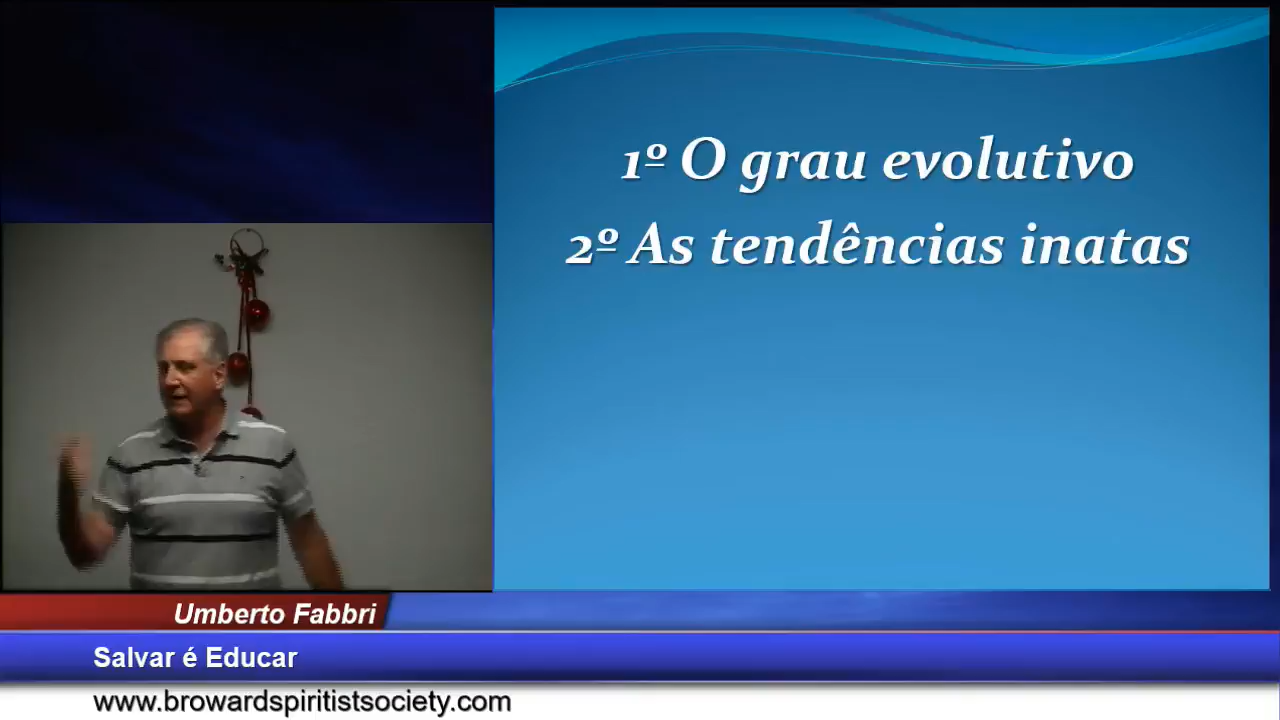 1º O grau evolutivo
2º As tendências inatas
Umberto Fabbri
Salvar é Educar
www.browardspiritistsociety.com